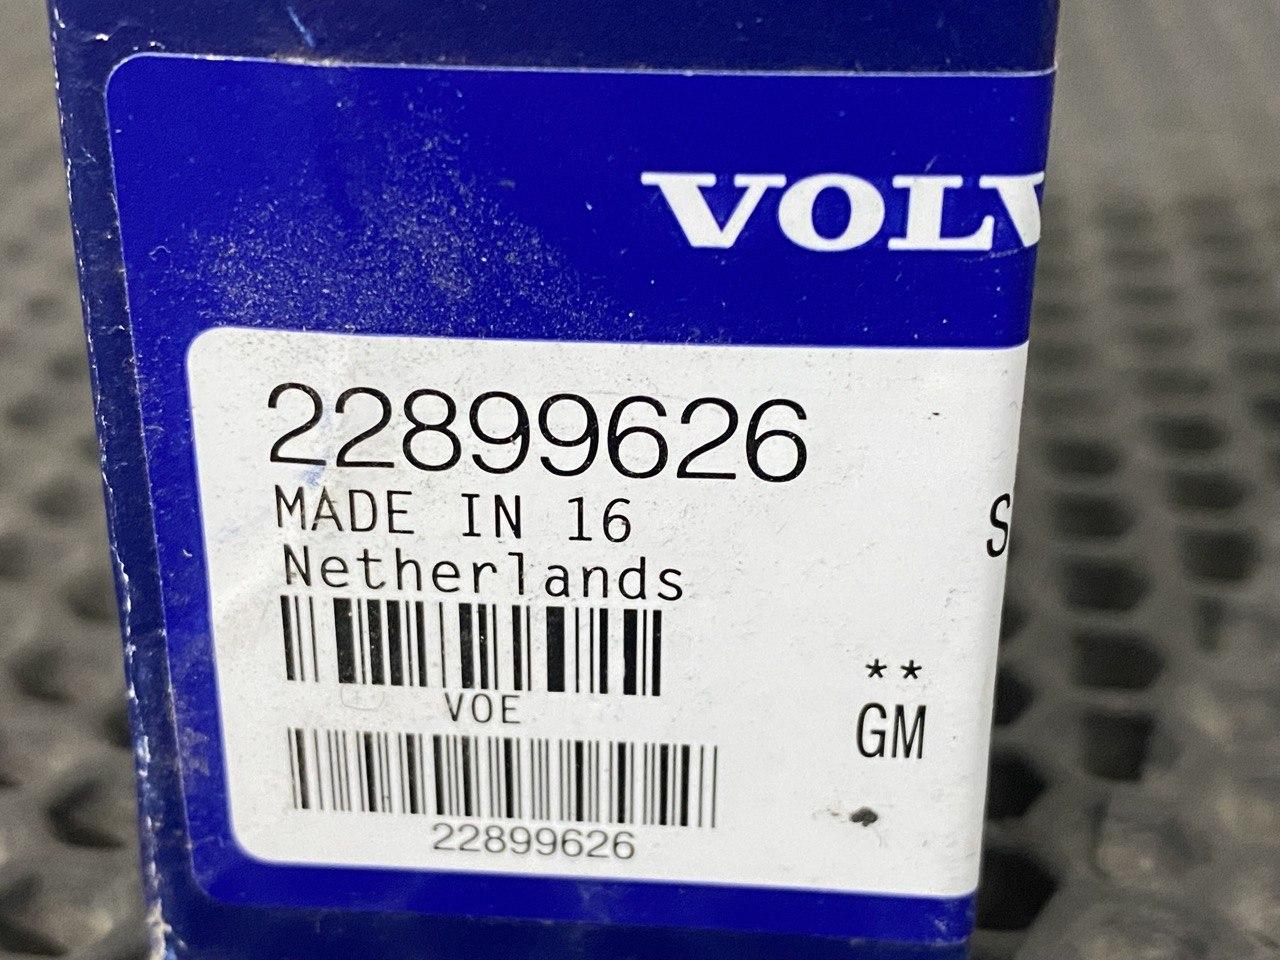 VOLV
22899626
MADE IN 16
Netherlands
S
VOE
**
GM
22899626